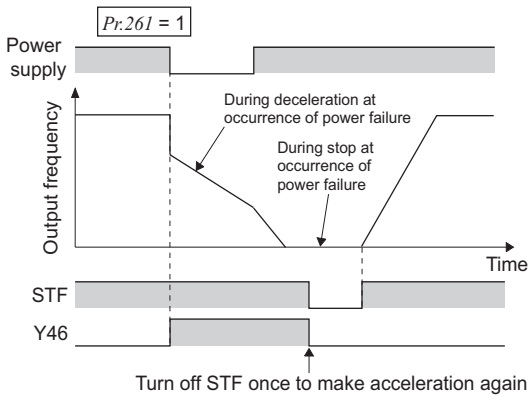 Pr.261 = 1
Power
supply
Output frequency
During deceleration at
occurrence of power failure
During stop at
occurrence of
power failure
Time
STF
Y46
Turn off STF once to make acceleration again